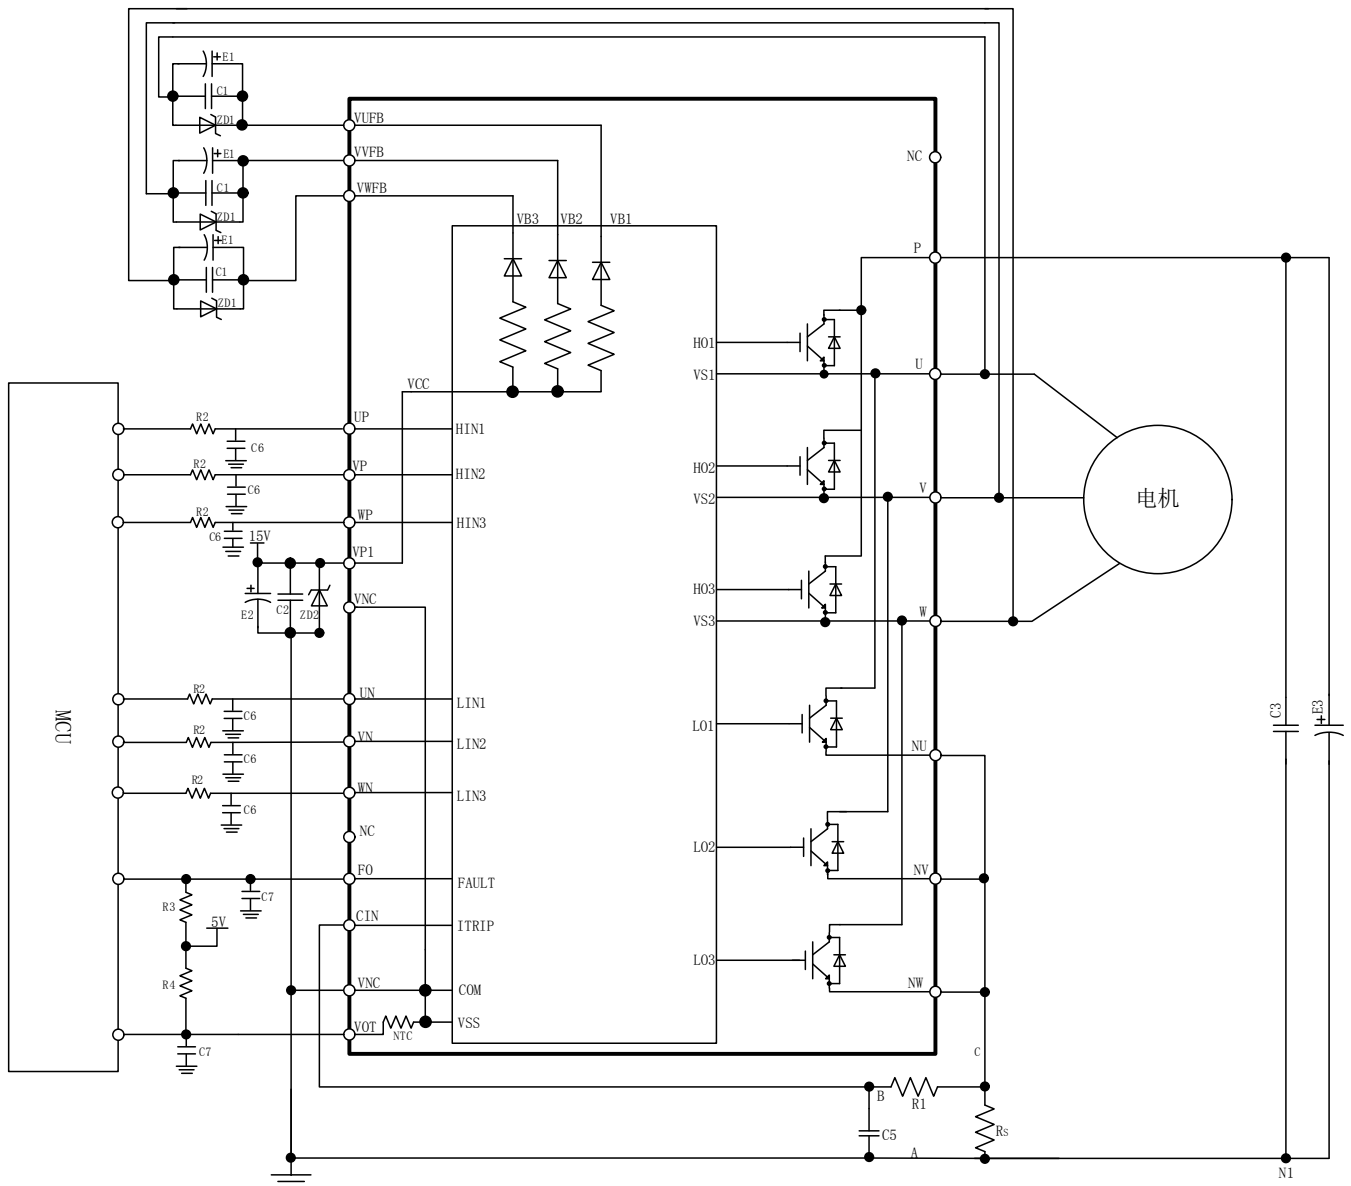 E1
C1
ZD1
VUFB
E1
VVFB
NC
C1
VWFB
ZD1
VB3 VB2 VB1
E1
P
C1
ZD1
HO1
U
VS1
VCC
R2 UP
HIN1
C6
R2 VP
HO2
HIN2
V
C6
VS2
电机
R2 WP
HIN3
C6
15V
VP1
HO3
VNC
E2 C2 ZD2
W
VS3
R2 UN
LIN1
C6
C3 E3
MCU
LO1
R2 VN
LIN2
NU
C6
R2 WN
LIN3
C6
NC
LO2
FO
NV
FAULT
C7
R3
CIN
5V
ITRIP
LO3
R4
VNC
NW
COM
VOT
VSS
NTC
C7
C
B
R1
C5
RS
A
N1